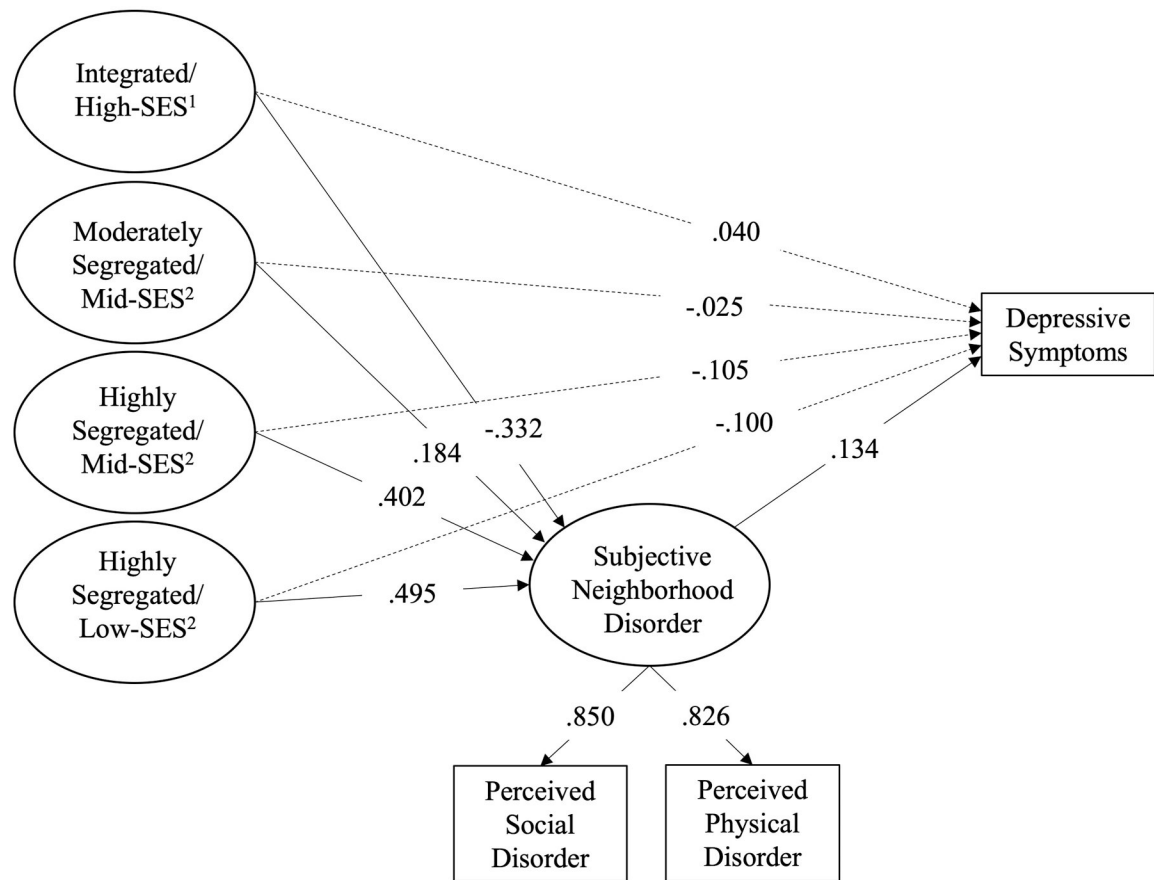 Integrated/
High-SES¹
Moderately
Segregated/
Mid-SES²
Highly
Segregated/
Mid-SES²
Highly
Segregated/
Low-SES²
.040
-.025
-.105
-.100
.134
-.332
.184
.402
.495
Depressive
Symptoms
Subjective
Neighborhood
Disorder
.850
.826
Perceived
Social
Disorder
Perceived
Physical
Disorder